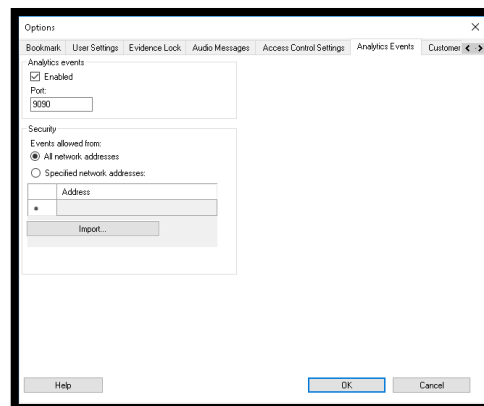 Options
Bookmark User Settings Evidence Lock Audio Messages Access Control Settings Analytics Events Customer
Analytics events
Enabled
Port:
9090
Security
Events allowed from:
All network addresses
Specified network addresses:
Address
Import...
Help OK Cancel